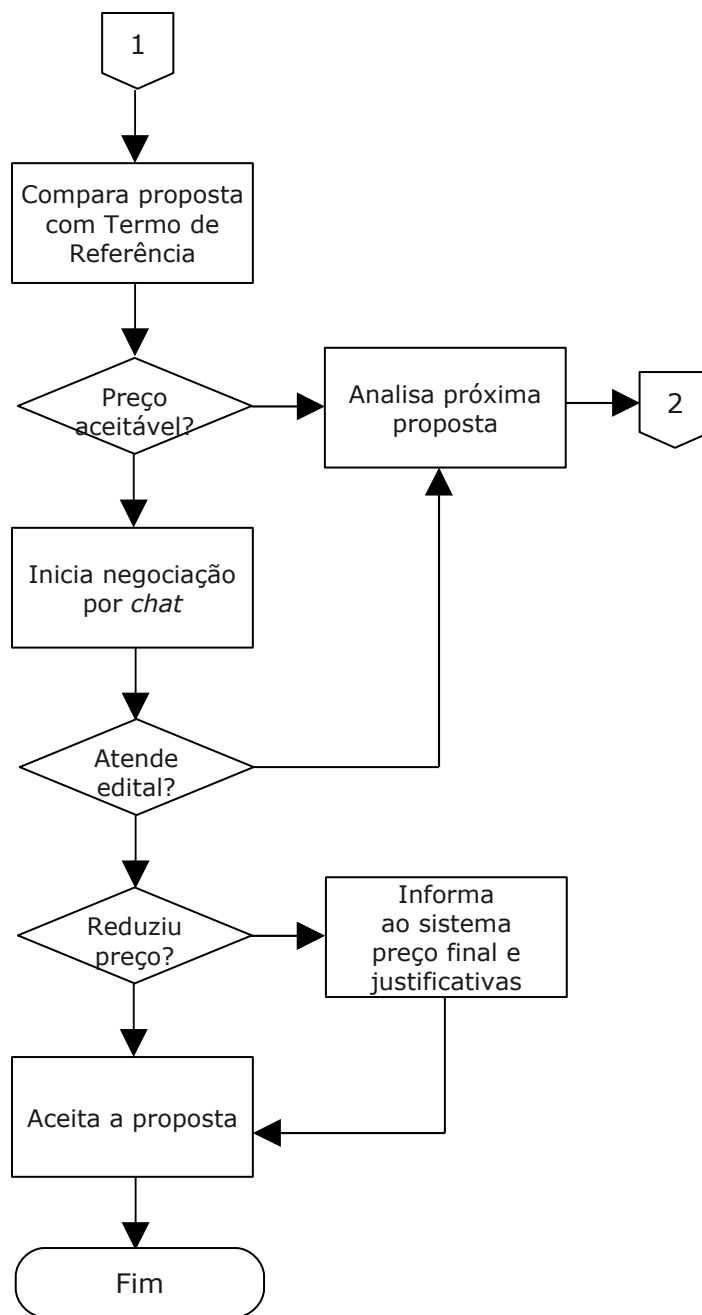 1
Compara proposta
com Termo de
Referência
Preço
aceitável?
Analisa próxima
proposta
2
Inicia negociação
por chat
Atende
edital?
Reduziu
preço?
Informa
ao sistema
preço final e
justificativas
Aceita a proposta
Fim